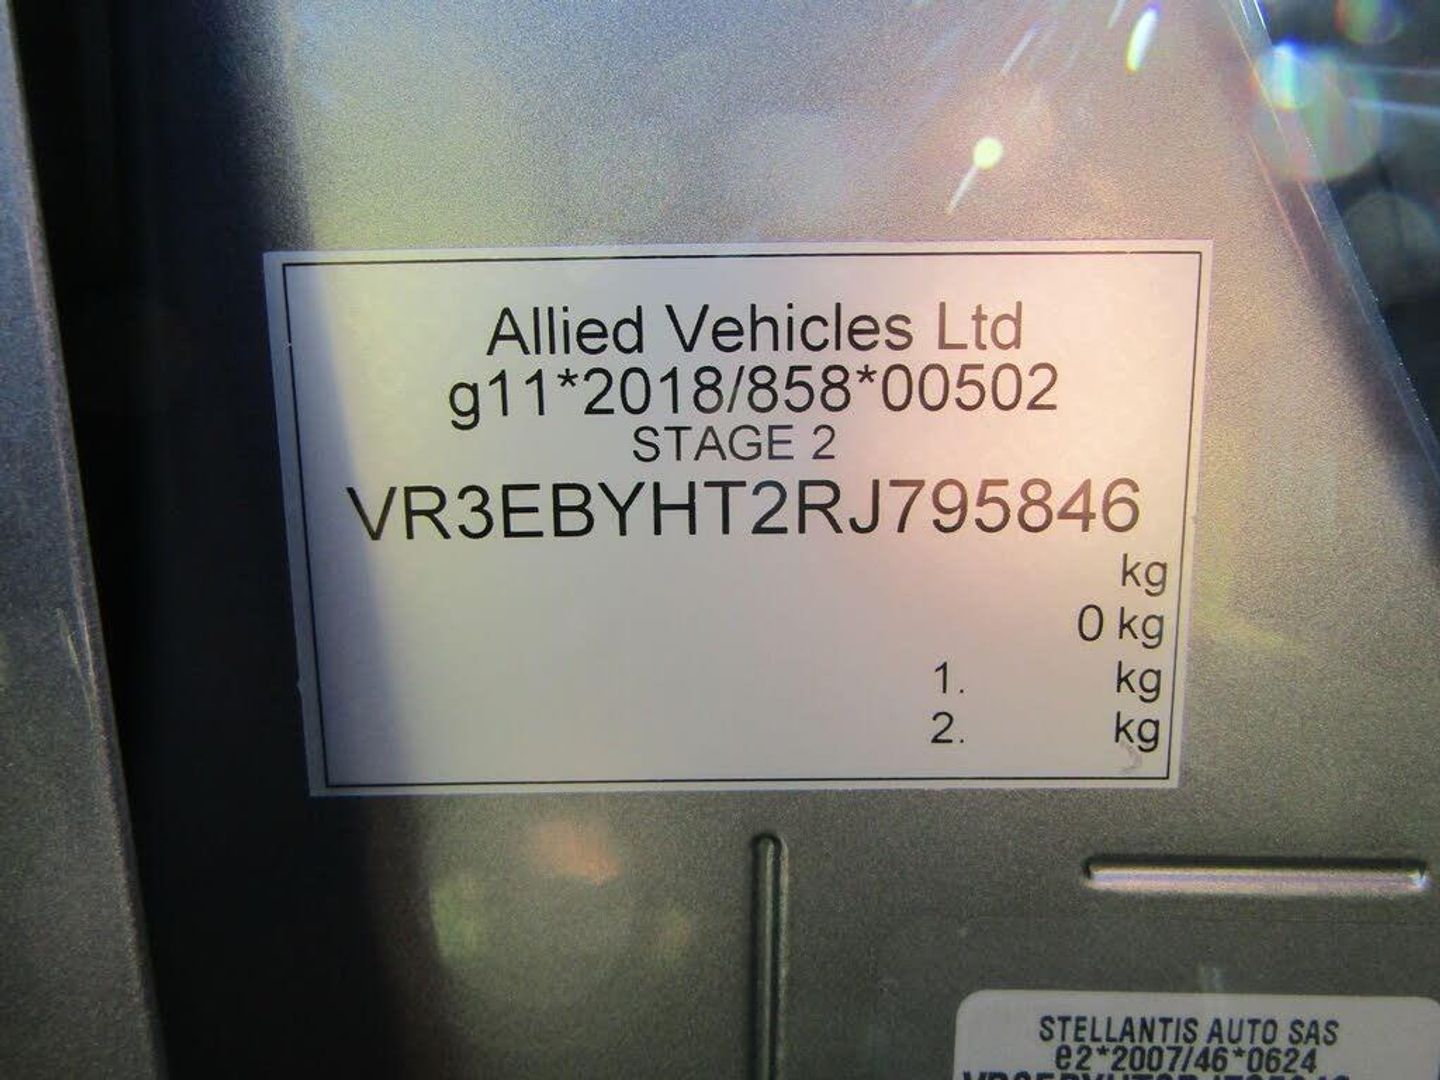 Allied Vehicles Ltd
g11*2018/858*00502
STAGE 2
VR3EBYHT2RJ795846
kg
0 kg
1. kg
2. kg
STELLANTIS AUTO SAS
e2*2007/46*0624